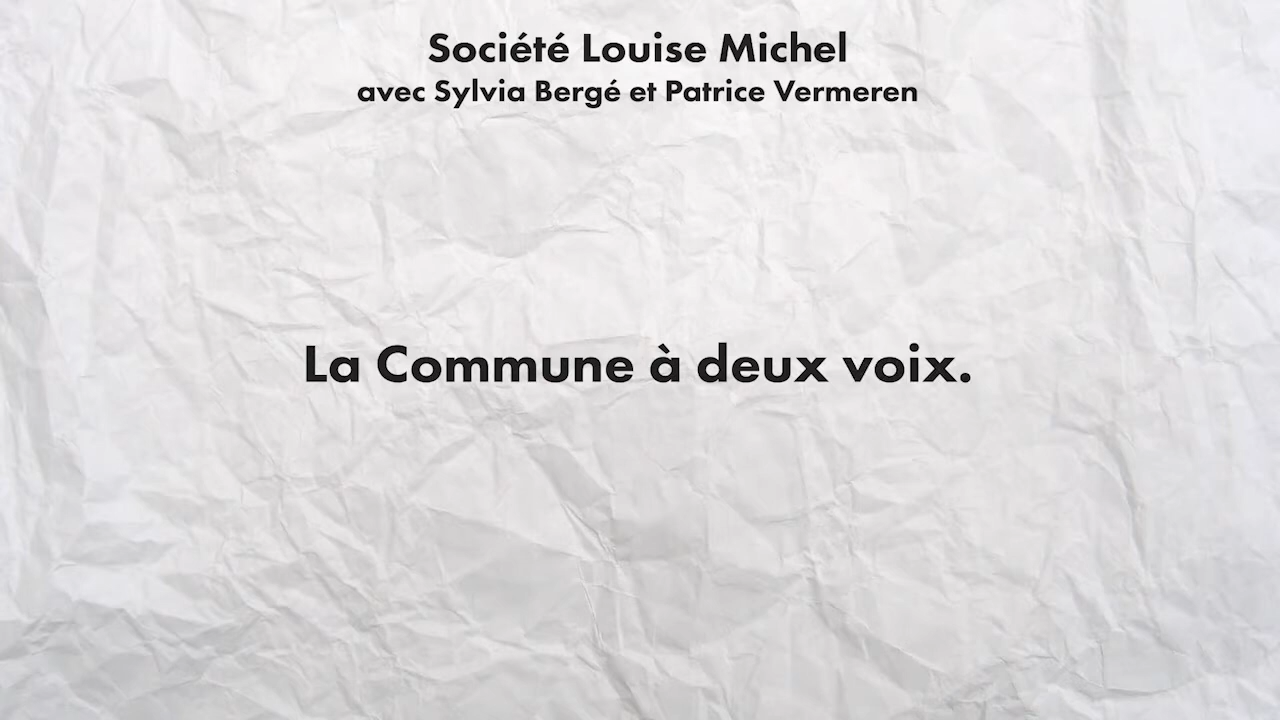 Société Louise Michel
avec Sylvia Bergé et Patrice Vermeren
La Commune à deux voix.